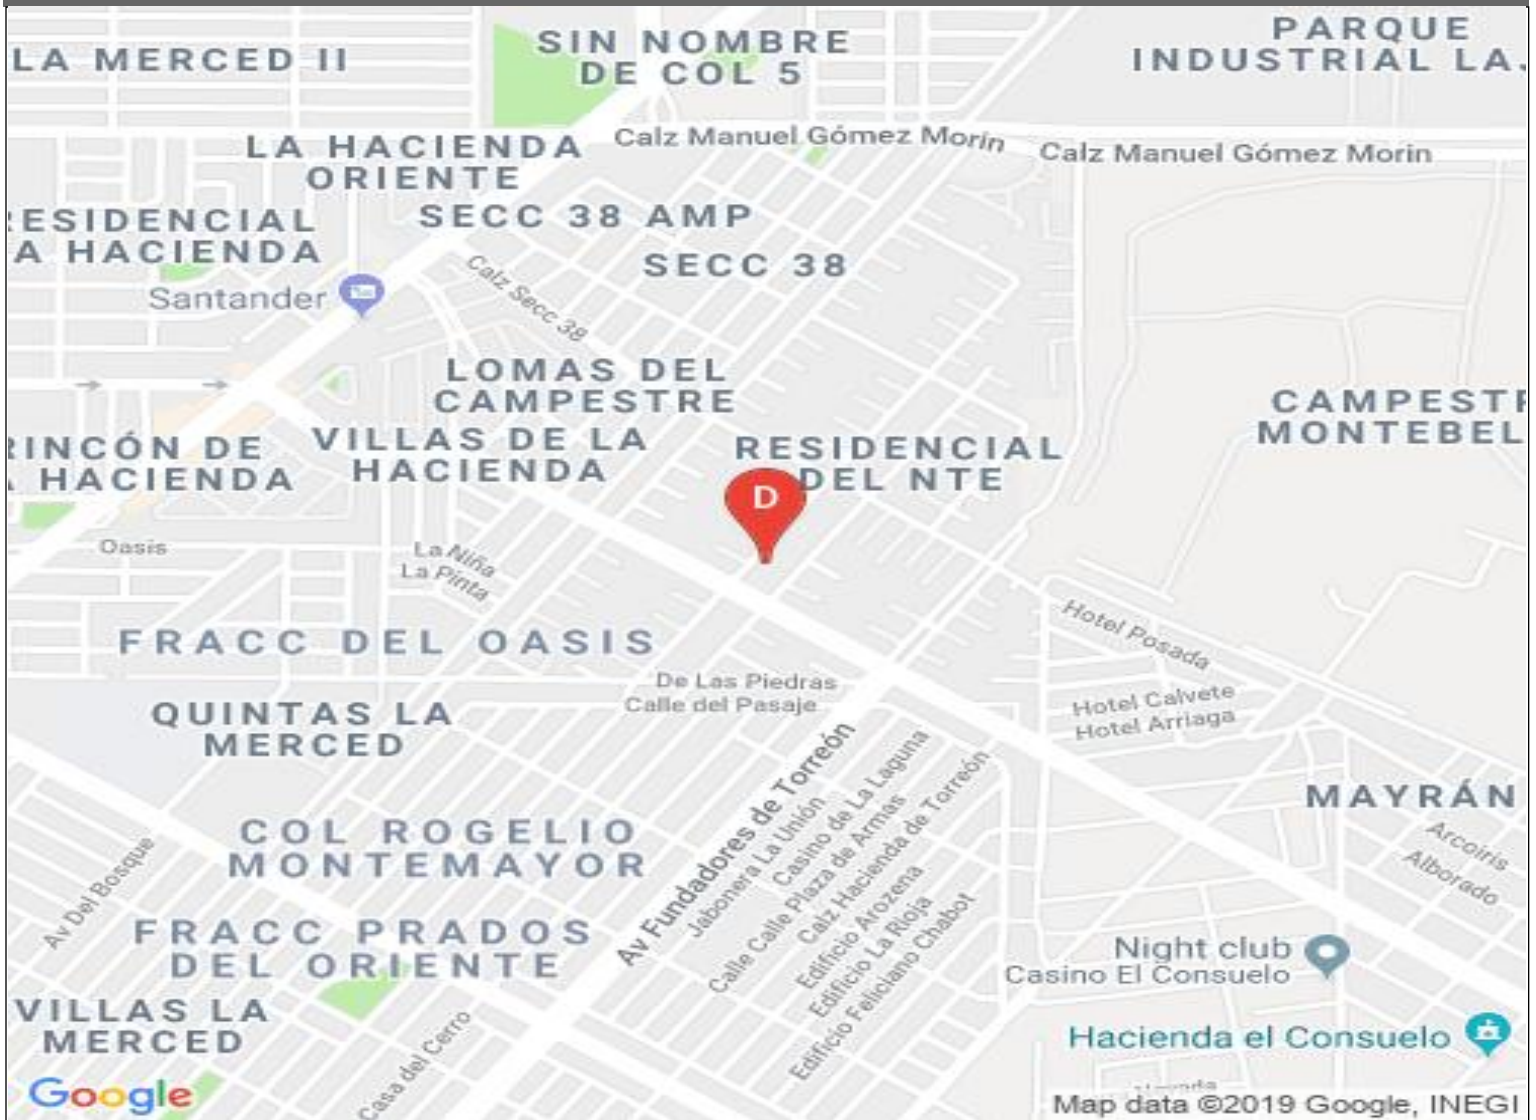 LA MERCED II
SIN NOMBRE
DE COL 5
PARQUE
INDUSTRIAL LA
LA HACIENDA
ORIENTE
Calz Manuel Gómez Morín
Calz Manuel Gómez Morin
ESIDENCIAL
A HACIENDA
SECC 38 AMP
SECC 38
Santander
Calz Secc 38
LOMAS DEL
CAMPESTRE
CAMPEST
MONTEBEL
RINCÓN DE
HACIENDA
VILLAS DE LA
HACIENDA
RESIDENCIAL
DEL NTE
D
Oasis
La Niña
La Pinta
Hotel Posada
FRACC DEL OASIS
De Las Piedras
Calle del Pasaje
Hotel Calvete
Hotel Arriaga
QUINTAS LA
MERCED
Av Fundadores de Torreón
Jabonera La Unión
Casino de La Laguna
Calle Calle Plaza de Armas
Calz Hacienda de Torreón
Edificio Arozena
Edificio La Rioja
Edificio Feliciano Chabot
MAYRÁN
Arcoiris
Alborado
COL ROGELIO
MONTEMAYOR
Av Del Bosque
FRACC PRADOS
DEL ORIENTE
Night club
Casino El Consuelo
VILLAS LA
MERCED
Casa del Cerro
Hacienda el Consuelo
Google
Map data ©2019 Google, INEGI